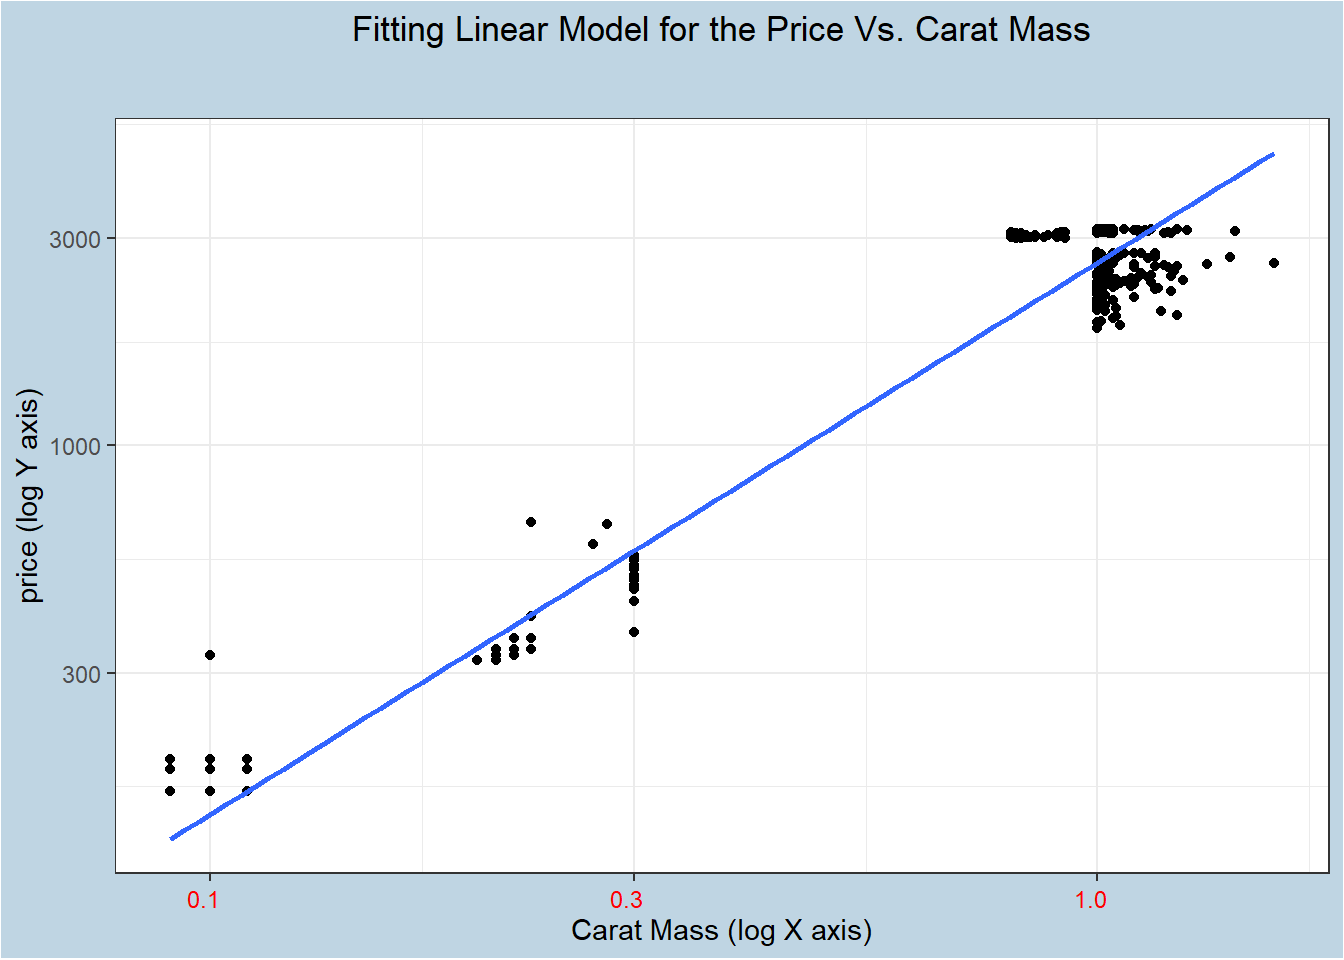 Fitting Linear Model for the Price Vs. Carat Mass
price (log Y axis)
3000
1000
300
0.1 0.3 1.0
Carat Mass (log X axis)